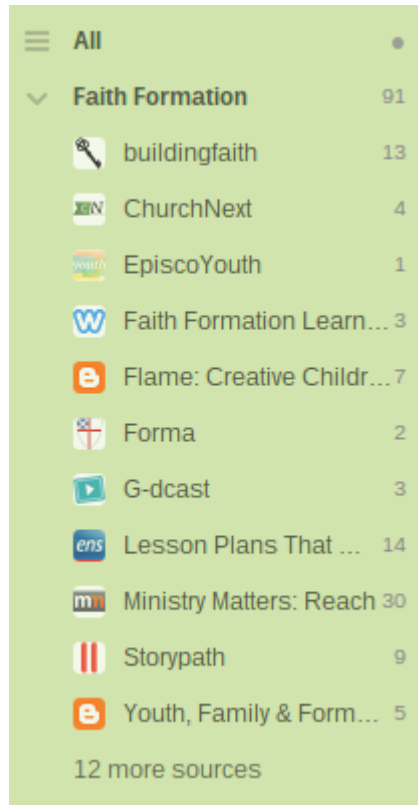 All
Faith Formation 91
buildingfaith 13
ChurchNext 4
EpiscoYouth 1
Faith Formation Learn... 3
Flame: Creative Childr... 7
Forma 2
G-dcast 3
ens Lesson Plans That ... 14
Ministry Matters: Reach 30
Storypath 9
Youth, Family & Form... 5
12 more sources